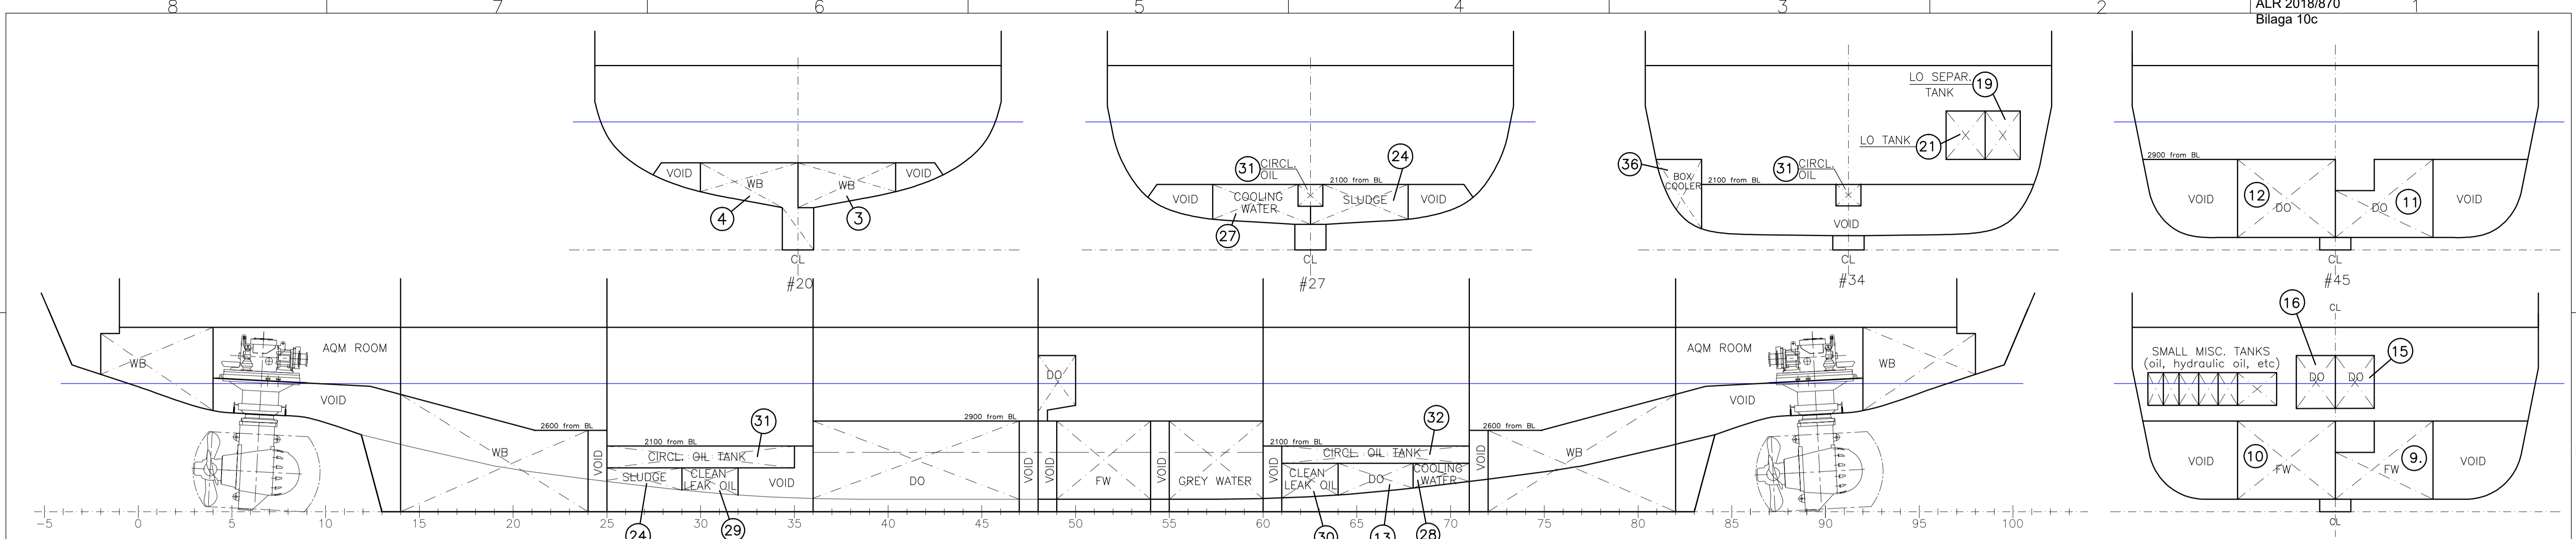 8 7 6 5 4 3 2 1
ALR 2018/870
Bilaga 10c
VOID WB WB VOID
4 3
CL
#20
31 CIRCL.
OIL
24
2100 from BL
VOID COOLING
WATER
SLUDGE VOID
27
CL
#27
LO SEPAR.
TANK
19
LO TANK 21
36
BOX
COOLER
31 CIRCL.
OIL
2100 from BL
VOID
CL
#34
2900 from BL
VOID 12 DO DO 11 VOID
CL
#45
WB AQM ROOM
VOID
WB
2600 from BL
VOID
2100 from BL
31
CIRCL. OIL TANK
SLUDGE CLEAN
LEAK OIL
VOID
24 29
2900 from BL
DO
VOID VOID
DO
FW
VOID
GREY WATER
VOID
2100 from BL
32
CIRCL. OIL TANK
CLEAN
LEAK OIL
DO COOLING
WATER
30 13 28
2600 from BL
VOID
WB
VOID
AQM ROOM
WB
-5 0 5 10 15 20 25 30 35 40 45 50 55 60 65 70 75 80 85 90 95 100
CL
16
15
SMALL MISC. TANKS
(oil, hydraulic oil, etc)
DO DO
VOID 10 FW FW 9. VOID
CL